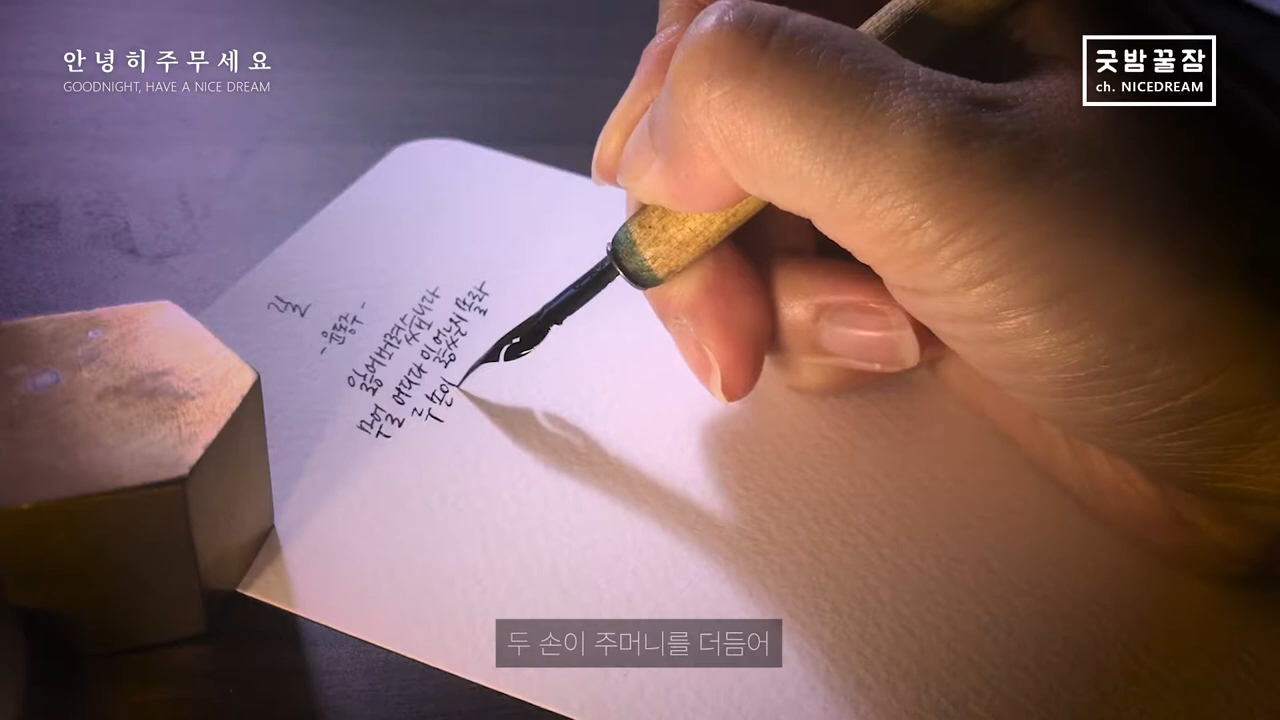 안녕히주무세요
GOODNIGHT, HAVE A NICE DREAM
굿밤꿀잠
ch. NICEDREAM
길
-윤동주-
잃어버렸습니다
무얼 어디다 잃었는지 몰라
두 손이
두 손이 주머니를 더듬어